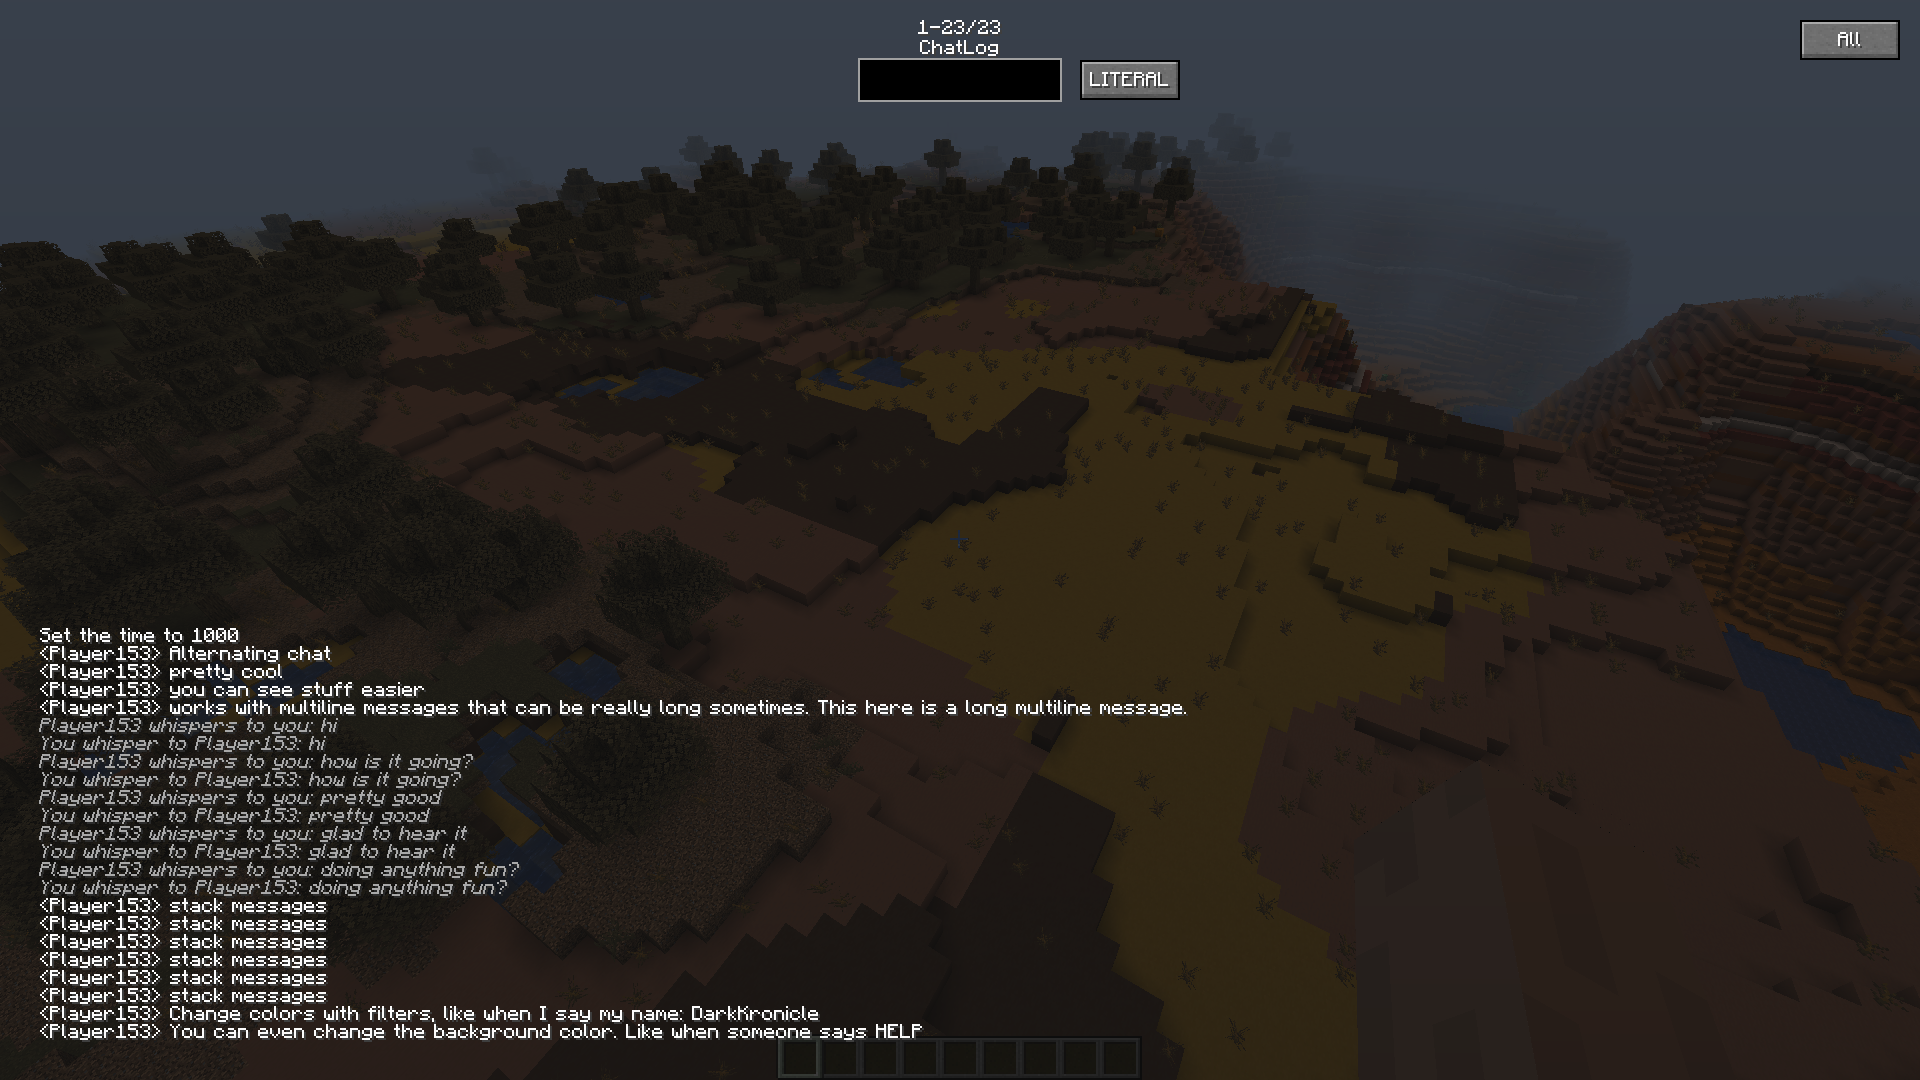 1-23/23
ChatLog
All
LITERAL
Set the time to 1000
<Player153> Alternating chat
<Player153> pretty cool
<Player153> you can see stuff easier
<Player153> works with multiline messages that can be really long sometimes. This here is a long multiline message.
Player153 whispers to you: hi
You whisper to Player153: hi
Player153 whispers to you: how is it going?
You whisper to Player153: how is it going?
Player153 whispers to you: pretty good
You whisper to Player153: pretty good
Player153 whispers to you: glad to hear it
You whisper to Player153: glad to hear it
Player153 whispers to you: doing anything fun?
You whisper to Player153: doing anything fun?
<Player153> stack messages
<Player153> stack messages
<Player153> stack messages
<Player153> stack messages
<Player153> stack messages
<Player153> stack messages
<Player153> Change colors with filters, like when I say my name: DarkKronicle
<Player153> You can even change the background color. Like when someone says HELP